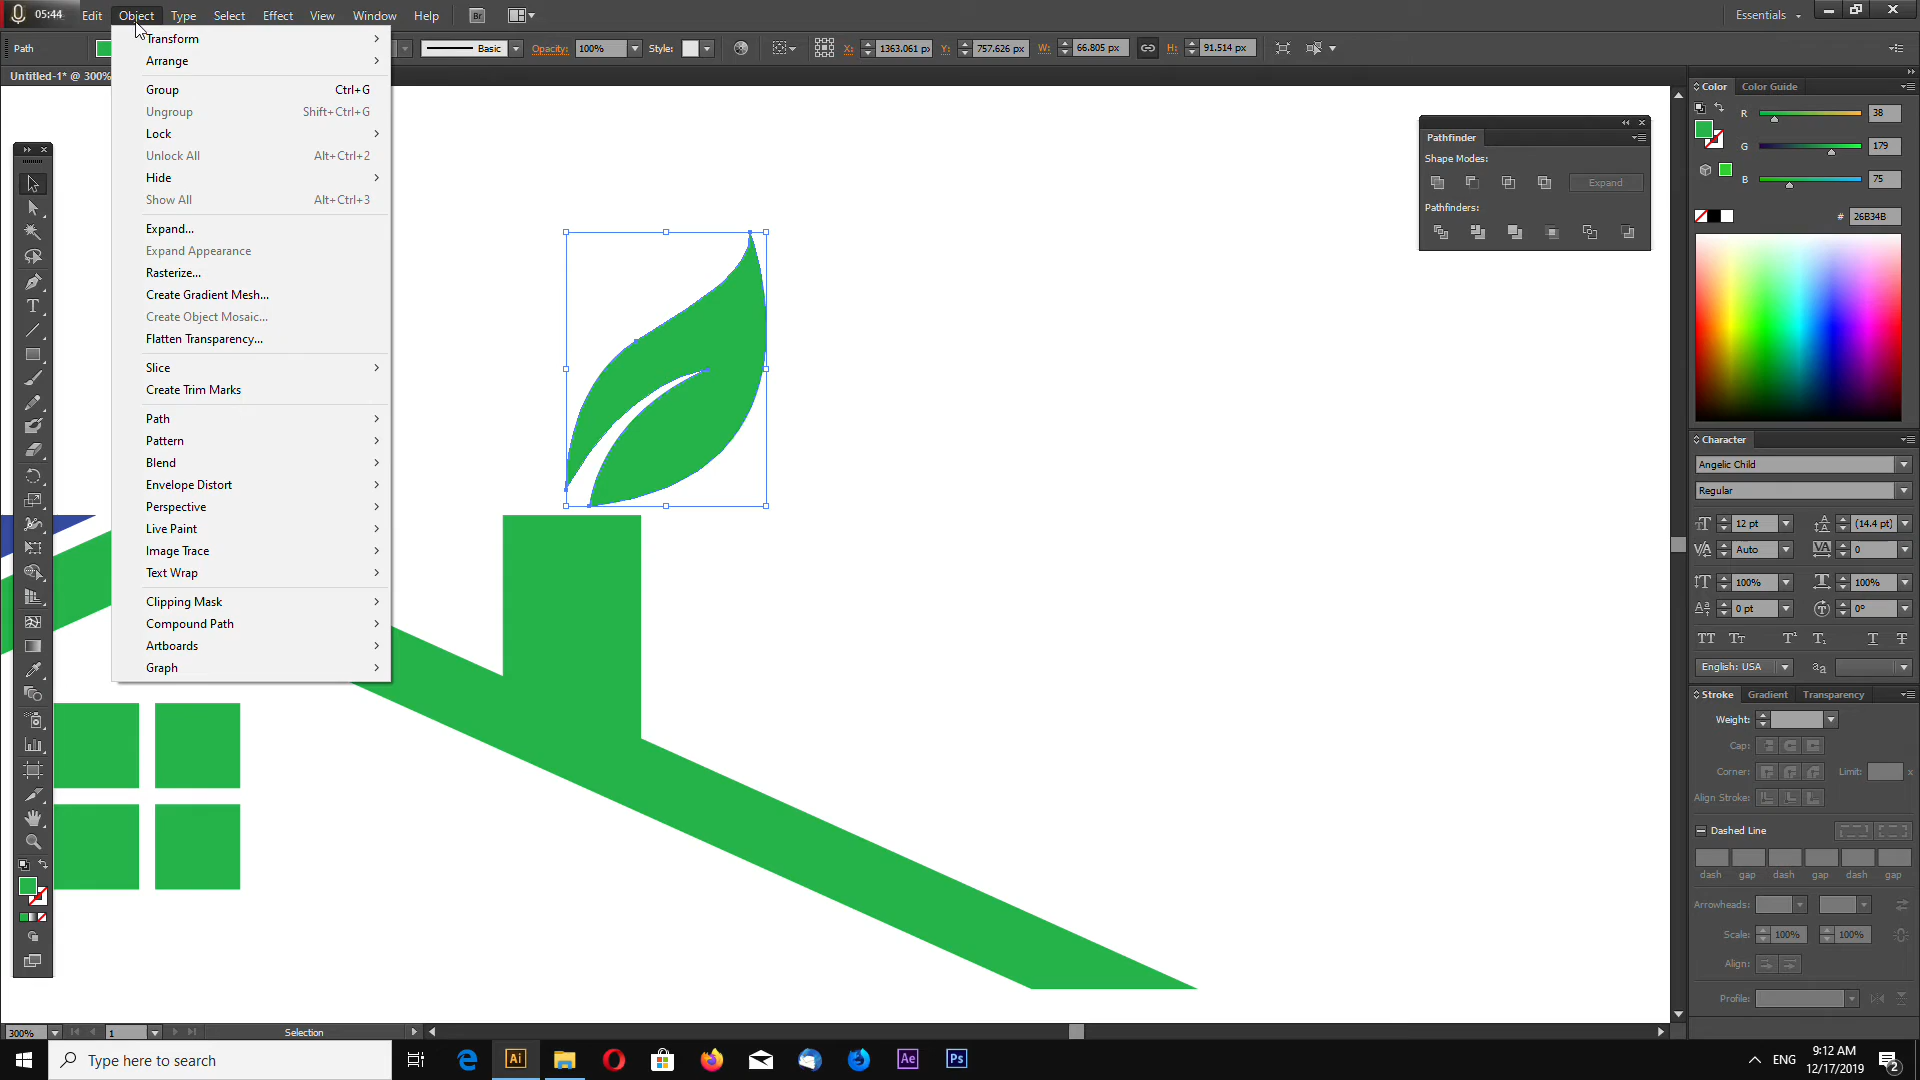 05:44 Edit Object Type Select Effect View Window Help Br Essentials
Path Basic Opacity: 100% Style: X: 1363.061 px Y: 757.626 px W: 66.805 px H: 91.514 px
Untitled-1* @ 300%
Transform
Arrange
Group Ctrl+G
Ungroup Shift+Ctrl+G
Lock
Unlock All Alt+Ctrl+2
Hide
Show All Alt+Ctrl+3
Expand...
Expand Appearance
Rasterize...
Create Gradient Mesh...
Create Object Mosaic...
Flatten Transparency...
Slice
Create Trim Marks
Path
Pattern
Blend
Envelope Distort
Perspective
Live Paint
Image Trace
Text Wrap
Clipping Mask
Compound Path
Artboards
Graph
Pathfinder
Shape Modes:
Expand
Pathfinders:
Color Color Guide
R 38
G 179
B 75
# 26B34B
Character
Angelic Child
Regular
12 pt (14.4 pt)
Auto 0
100% 100%
0 pt 0°
English: USA
Stroke Gradient Transparency
Weight:
Cap:
Corner: Limit: x
Align Stroke:
Dashed Line
dash gap dash gap dash gap
Arrowheads:
Scale: 100% 100%
Align:
Profile:
300% 1 Selection
Type here to search Ai Ae Ps ENG 9:12 AM
12/17/2019 2